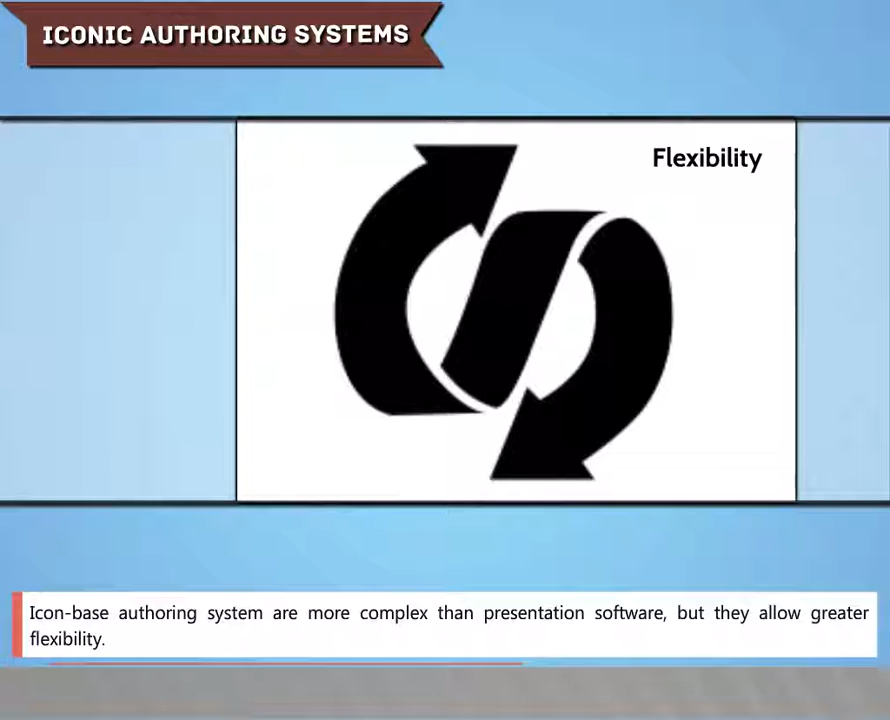 ICONIC AUTHORING SYSTEMS
Flexibility
Icon-base authoring system are more complex than presentation software, but they allow greater
flexibility.